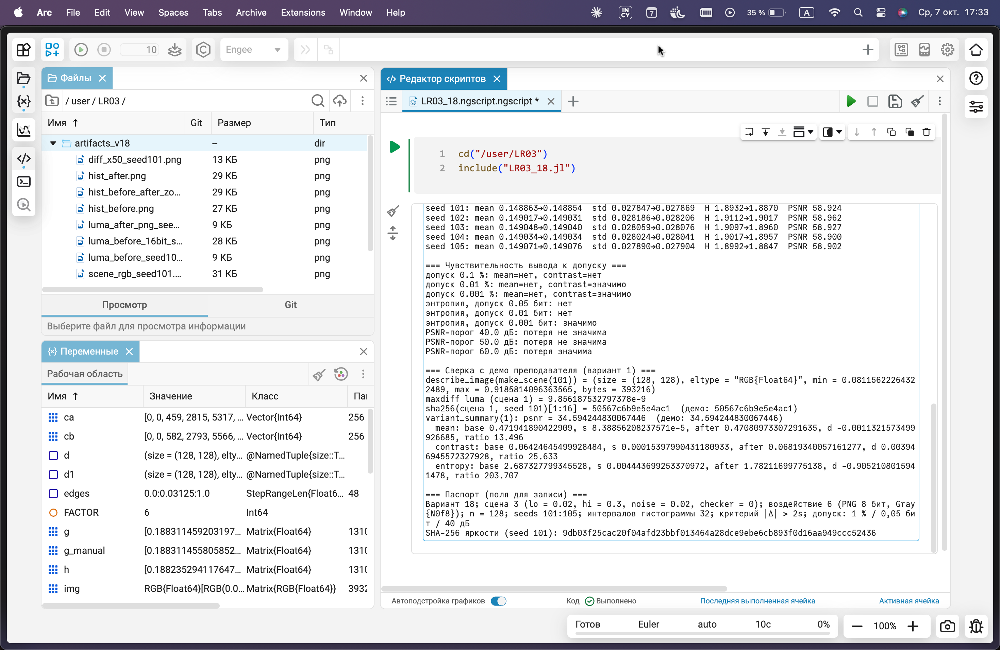 Arc File Edit View Spaces Tabs Archive Extensions Window Help IN CY 7 35 % A Ср, 7 окт. 17:33
10 C Engee
Файлы
/ user / LR03 /
Имя ↑ Git Размер Тип
artifacts_v18 -- dir
diff_x50_seed101.png 13 КБ png
hist_after.png 29 КБ png
hist_before_after_zo... 29 КБ png
hist_before.png 27 КБ png
luma_after_png_see... 9 КБ png
luma_before_16bit_s... 28 КБ png
luma_before_seed10... 9 КБ png
scene_rgb_seed101.... 31 КБ png
Просмотр Git
Выберите файл для просмотра информации
{x} Переменные
Рабочая область
Имя ↑ Значение Класс Пап
ca [0, 0, 459, 2815, 5317, ... Vector{Int64} 256
cb [0, 0, 582, 2793, 5566, ... Vector{Int64} 256
d (size = (128, 128), elty... @NamedTuple{size::T...
d1 (size = (128, 128), elty... @NamedTuple{size::T...
edges 0.0:0.03125:1.0 StepRangeLen{Float6... 48
FACTOR 6 Int64
g [0.188311459203197... Matrix{Float64} 1310
g_manual [0.188311455805852... Matrix{Float64} 1310
h [0.188235294117647... Matrix{Float64} 1310
img RGB{Float64}[RGB(0.0... Matrix{RGB{Float64}} 3932
</> Редактор скриптов
LR03_18.ngscript.ngscript *
1 cd("/user/LR03")
2 include("LR03_18.jl")
seed 101: mean 0.148863→0.148854 std 0.027847→0.027869 H 1.8932→1.8870 PSNR 58.924
seed 102: mean 0.149017→0.149031 std 0.028186→0.028206 H 1.9112→1.9017 PSNR 58.962
seed 103: mean 0.149048→0.149040 std 0.028059→0.028076 H 1.9097→1.8960 PSNR 58.927
seed 104: mean 0.149034→0.149034 std 0.028024→0.028041 H 1.9017→1.8957 PSNR 58.900
seed 105: mean 0.149071→0.149076 std 0.027890→0.027904 H 1.8992→1.8847 PSNR 58.902
=== Чувствительность вывода к допуску ===
допуск 0.1 %: mean=нет, contrast=нет
допуск 0.01 %: mean=нет, contrast=значимо
допуск 0.001 %: mean=нет, contrast=значимо
энтропия, допуск 0.05 бит: нет
энтропия, допуск 0.01 бит: нет
энтропия, допуск 0.001 бит: значимо
PSNR-порог 40.0 дБ: потеря не значима
PSNR-порог 50.0 дБ: потеря не значима
PSNR-порог 60.0 дБ: потеря значима
=== Сверка с демо преподавателя (вариант 1) ===
describe_image(make_scene(101)) = (size = (128, 128), eltype = "RGB{Float64}", min = 0.0811562226432
2489, max = 0.9185814096363565, bytes = 393216)
maxdiff luma (сцена 1) = 9.856187532797378e-9
sha256(сцена 1, seed 101)[1:16] = 50567c6b9e5e4ac1 (демо: 50567c6b9e5e4ac1)
variant_summary(1): psnr = 34.594244830067446 (демо: 34.594244830067446)
mean: base 0.471941890422909, s 8.38856208237571e-5, after 0.47080973307291635, d -0.0011321573499
926685, ratio 13.496
contrast: base 0.06424645499928484, s 0.00015397990431180933, after 0.06819340057161277, d 0.00394
6945572327928, ratio 25.633
entropy: base 2.687327799345528, s 0.004443699253370972, after 1.78211699775138, d -0.905210801594
1478, ratio 203.707
=== Паспорт (поля для записи) ===
Вариант 18; сцена 3 (lo = 0.02, hi = 0.3, noise = 0.02, checker = 0); воздействие 6 (PNG 8 бит, Gray
{N0f8}); n = 128; seeds 101:105; интервалов гистограммы 32; критерий |Δ| > 2s; допуск: 1 % / 0,05 би
т / 40 дБ
SHA-256 яркости (seed 101): 9db03f25cac20f04afd23bbf013464a28dce9ebe6cb893f0d16aa949ccc52436
Автоподстройка графиков Код Выполнено Последняя выполненная ячейка Активная ячейка
Готов Euler auto 10с 0% 100%